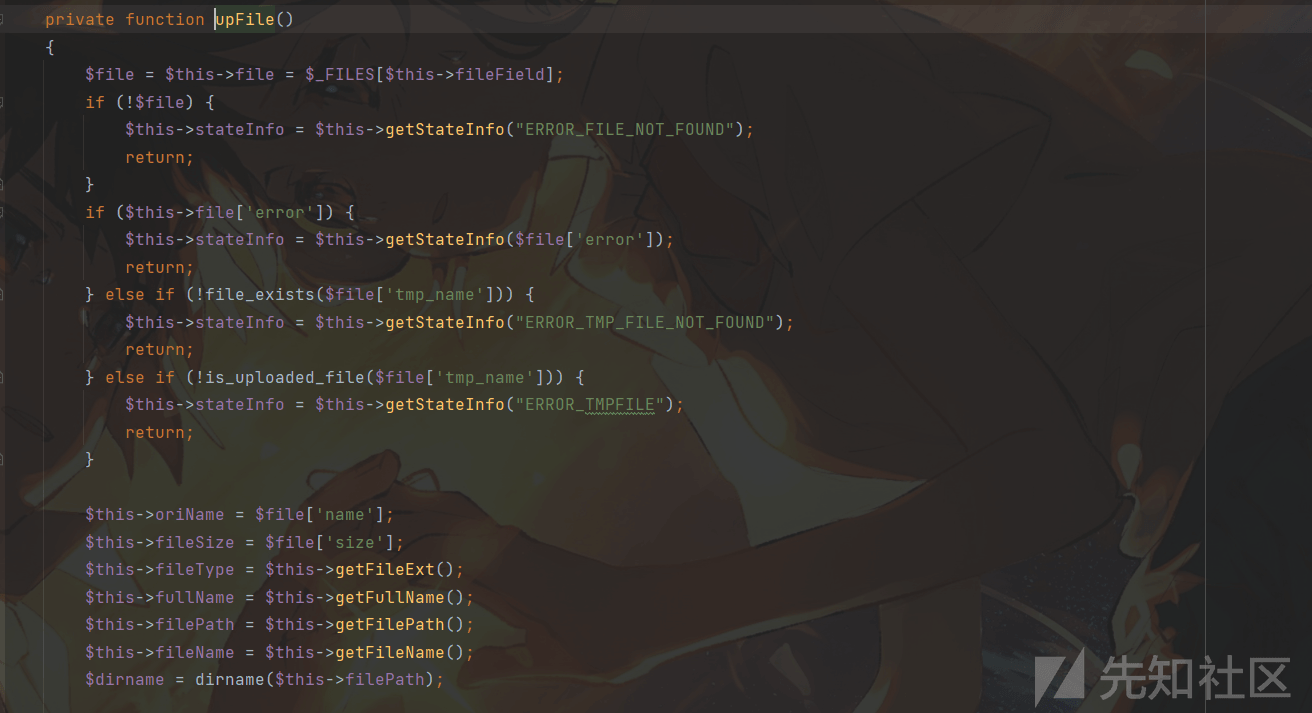 private function upFile()
{
    $file = $this->file = $_FILES[$this->fileField];
    if (!$file) {
        $this->stateInfo = $this->getStateInfo("ERROR_FILE_NOT_FOUND");
        return;
    }
    if ($this->file['error']) {
        $this->stateInfo = $this->getStateInfo($file['error']);
        return;
    } else if (!file_exists($file['tmp_name'])) {
        $this->stateInfo = $this->getStateInfo("ERROR_TMP_FILE_NOT_FOUND");
        return;
    } else if (!is_uploaded_file($file['tmp_name'])) {
        $this->stateInfo = $this->getStateInfo("ERROR_TMPFILE");
        return;
    }
    $this->oriName = $file['name'];
    $this->fileSize = $file['size'];
    $this->fileType = $this->getFileExt();
    $this->fullName = $this->getFullName();
    $this->filePath = $this->getFilePath();
    $this->fileName = $this->getFileName();
    $dirname = dirname($this->filePath);
先知社区